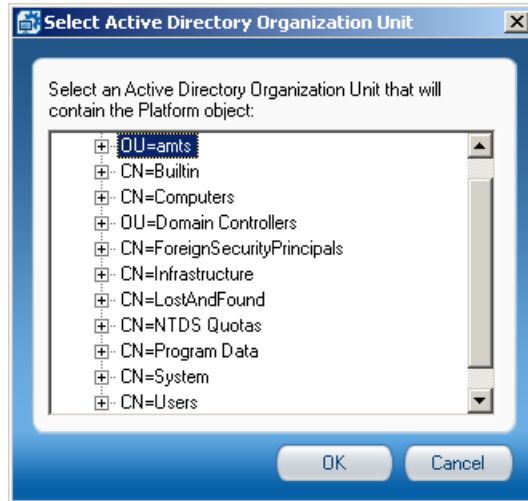 Select Active Directory Organization Unit
Select an Active Directory Organization Unit that will
contain the Platform object:
OU=amts
CN=Builtin
CN=Computers
OU=Domain Controllers
CN=ForeignSecurityPrincipals
CN=Infrastructure
CN=LostAndFound
CN=NTDS Quotas
CN=Program Data
CN=System
CN=Users
OK Cancel